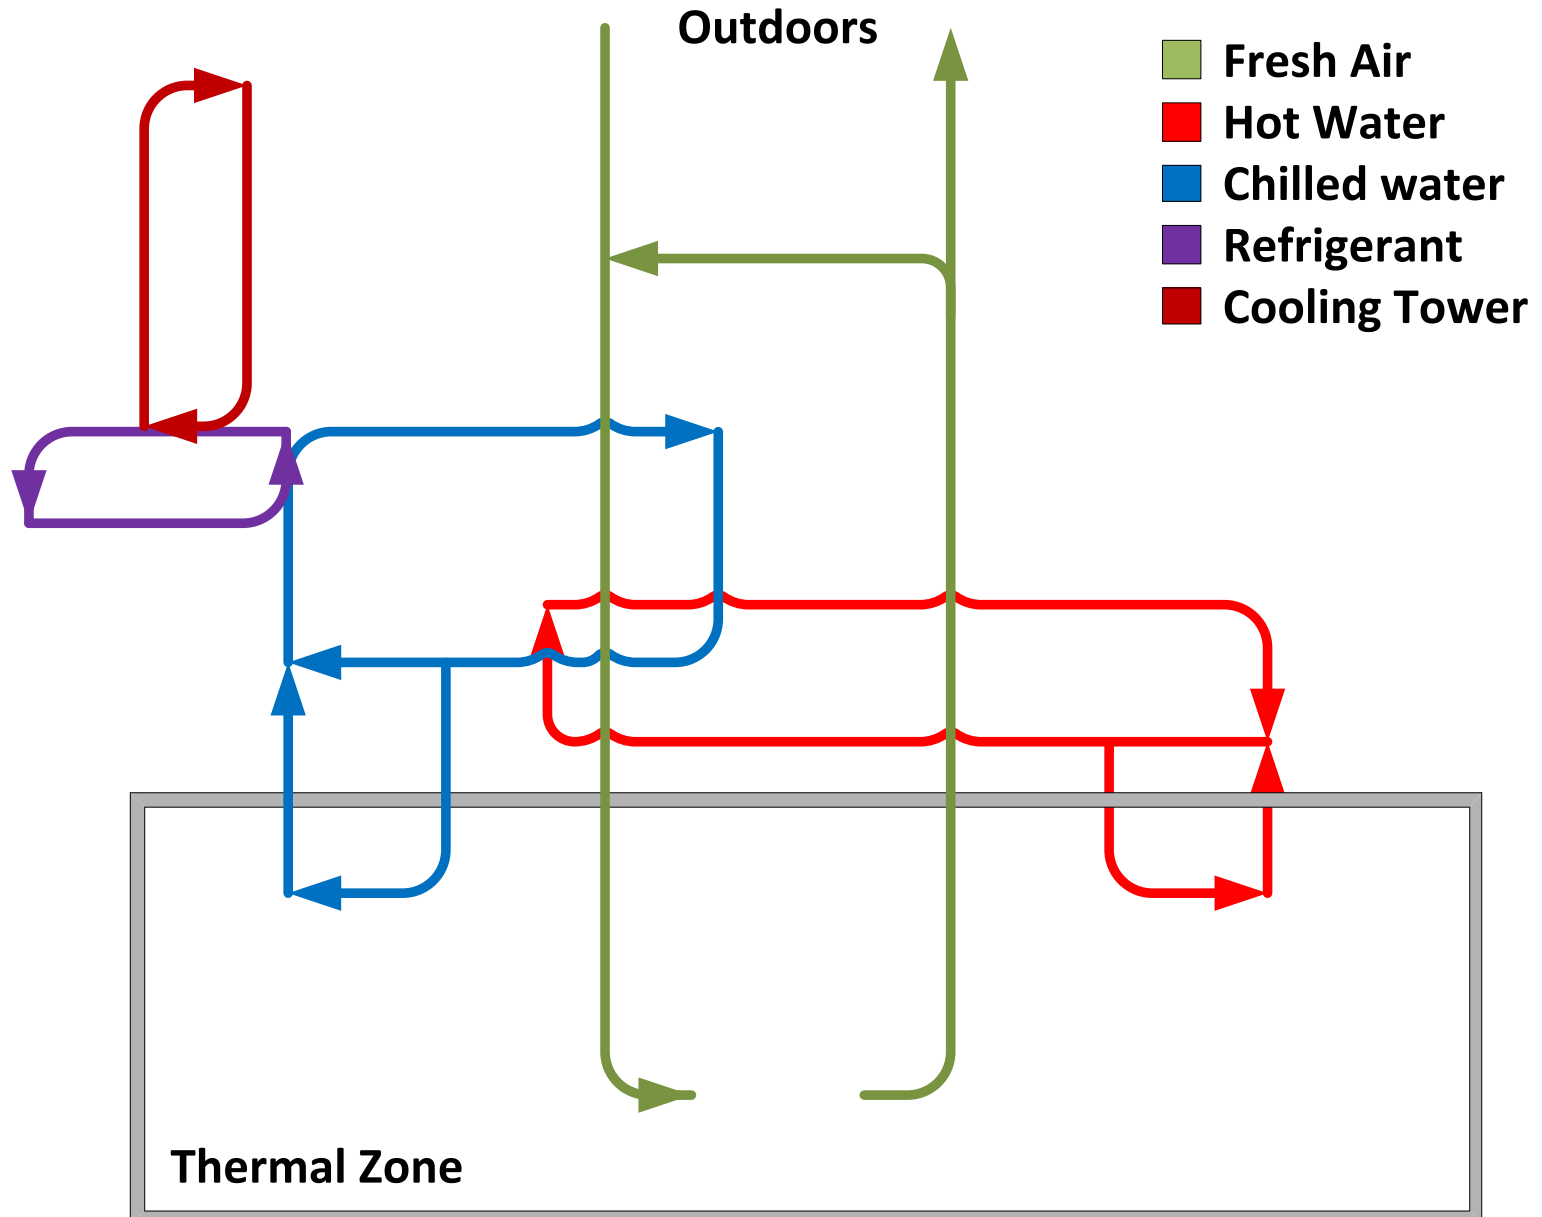 Outdoors
Fresh Air
Hot Water
Chilled water
Refrigerant
Cooling Tower
Thermal Zone